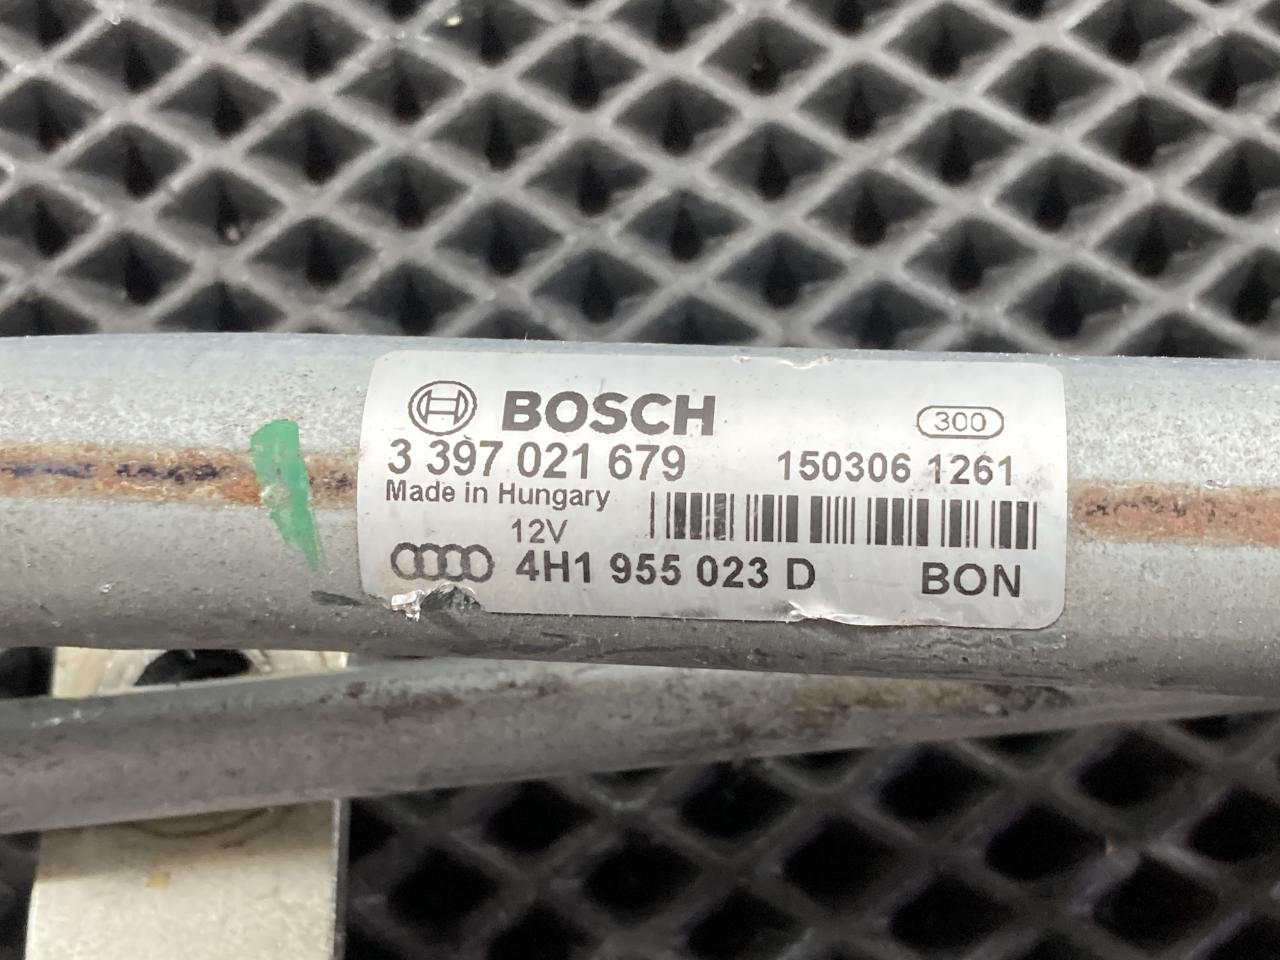 BOSCH 300
3 397 021 679 150306 1261
Made in Hungary
12V
4H1 955 023 D BON